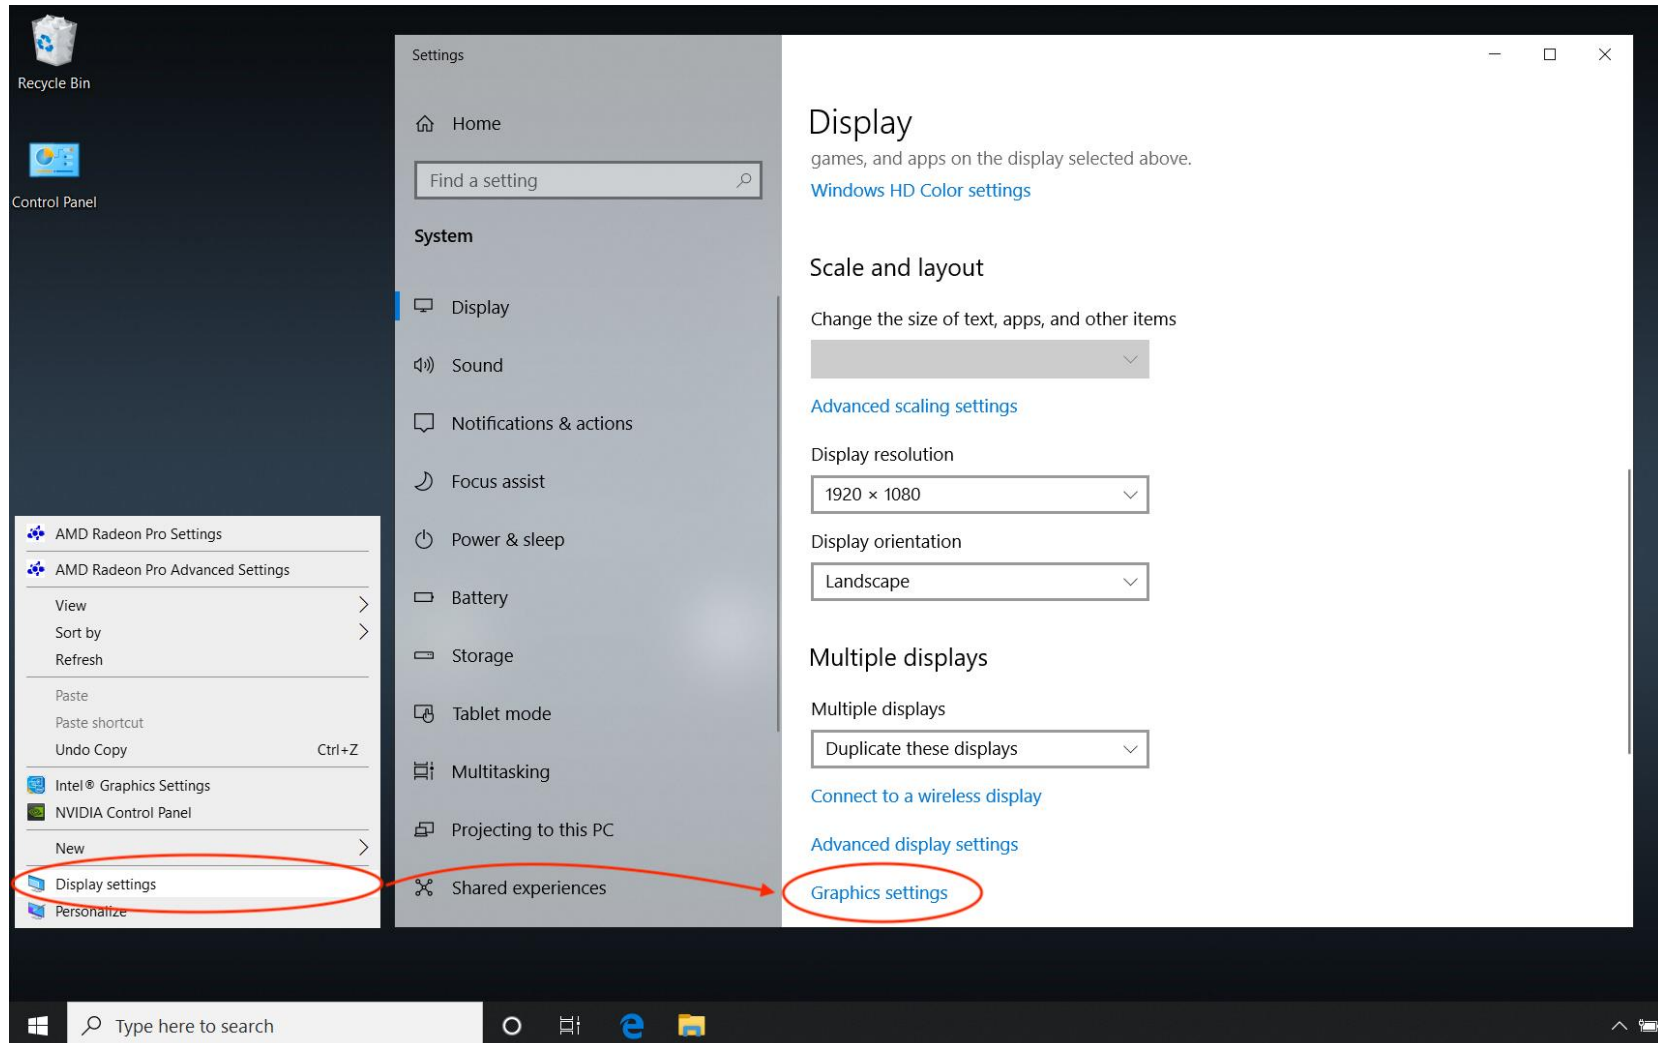 Recycle Bin
Control Panel
AMD Radeon Pro Settings
AMD Radeon Pro Advanced Settings
View
Sort by
Refresh
Paste
Paste shortcut
Undo Copy Ctrl+Z
Intel® Graphics Settings
NVIDIA Control Panel
New
Display settings
Personalize
Settings
Home
Find a setting
System
Display
Sound
Notifications & actions
Focus assist
Power & sleep
Battery
Storage
Tablet mode
Multitasking
Projecting to this PC
Shared experiences
Display
games, and apps on the display selected above.
Windows HD Color settings
Scale and layout
Change the size of text, apps, and other items
Advanced scaling settings
Display resolution
1920 × 1080
Display orientation
Landscape
Multiple displays
Multiple displays
Duplicate these displays
Connect to a wireless display
Advanced display settings
Graphics settings
Type here to search